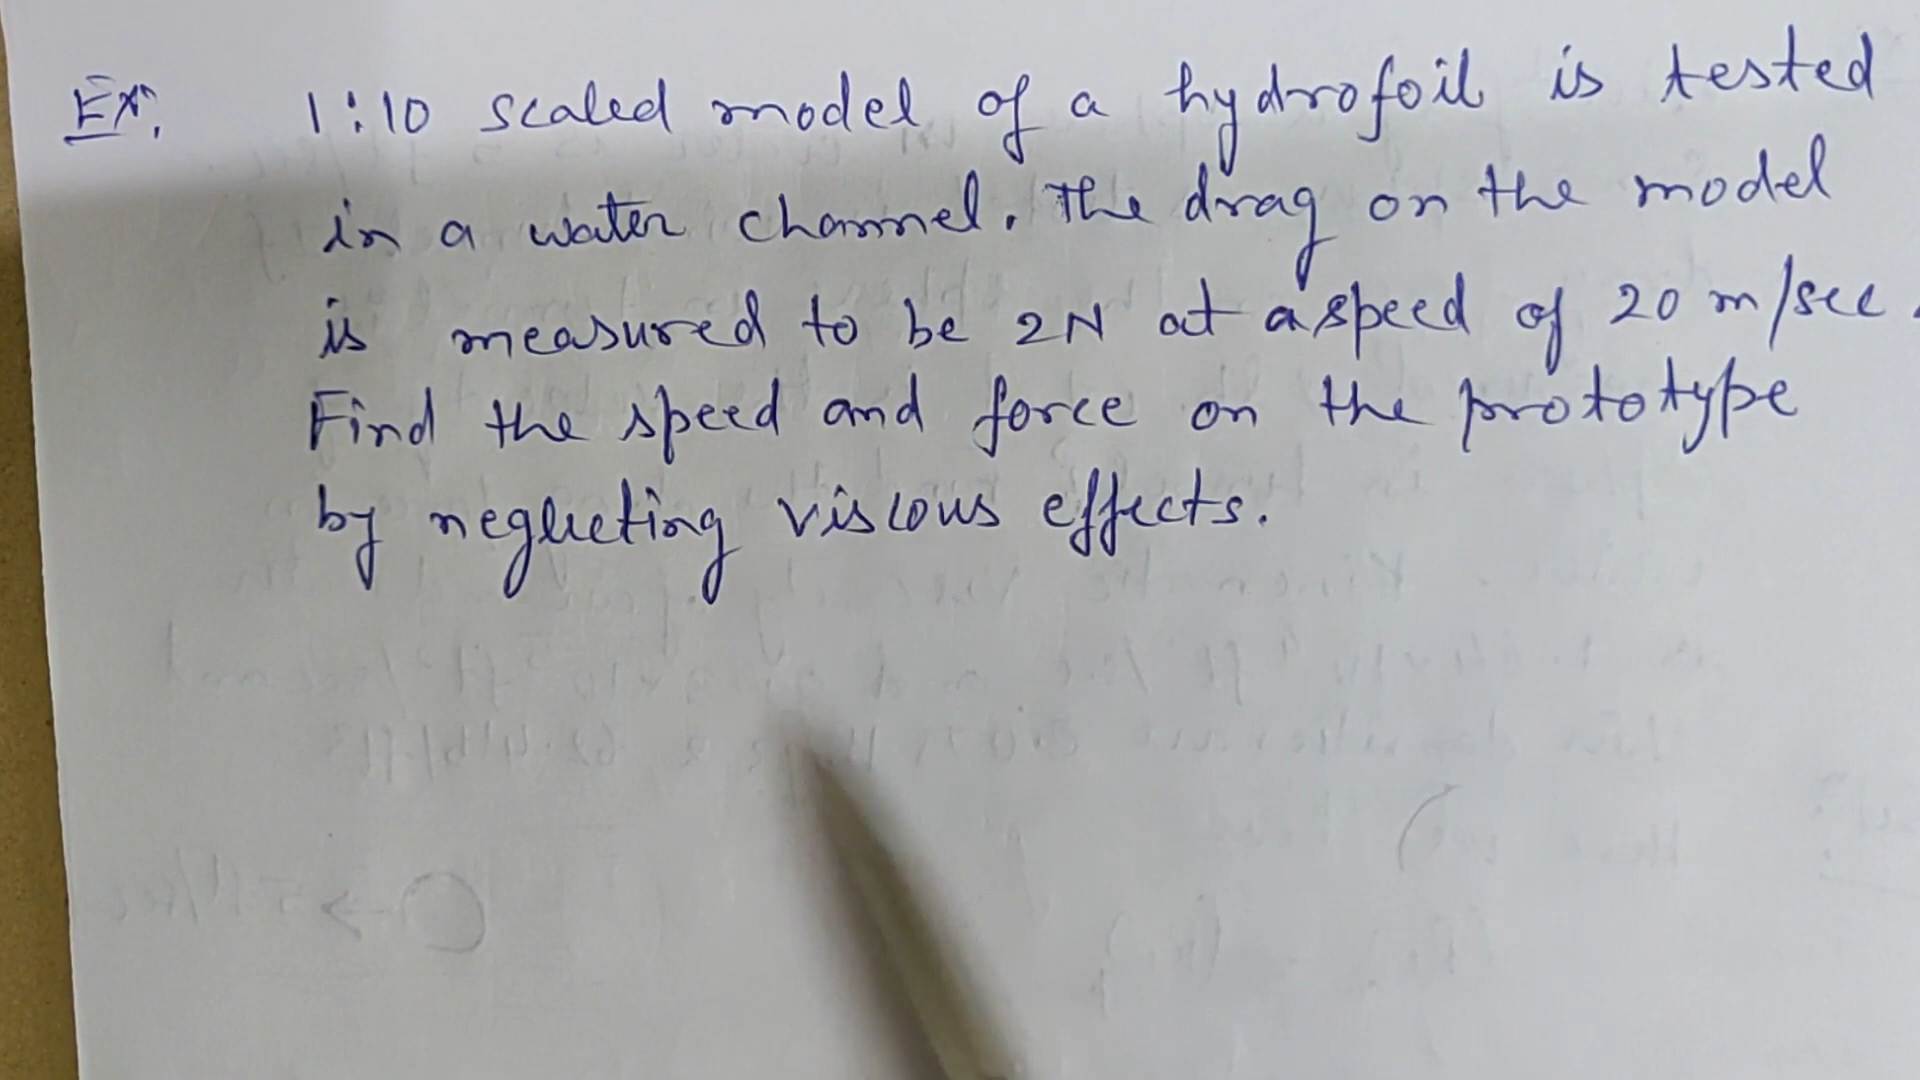 Ex. 1:10 scaled model of a hydrofoil is tested
in a water channel. The drag on the model
is measured to be 2N at a speed of 20 m/sec.
Find the speed and force on the prototype
by neglecting viscous effects.